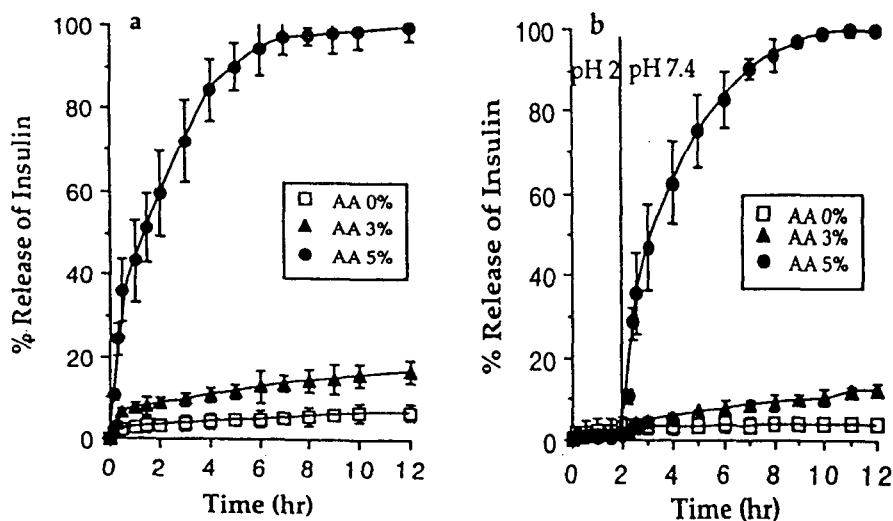 a
% Release of Insulin
100
80
60
40
20
0
AA 0%
AA 3%
AA 5%
0 2 4 6 8 10 12
Time (hr)
b
pH 2 pH 7.4
% Release of Insulin
100
80
60
40
20
0
AA 0%
AA 3%
AA 5%
0 2 4 6 8 10 12
Time (hr)